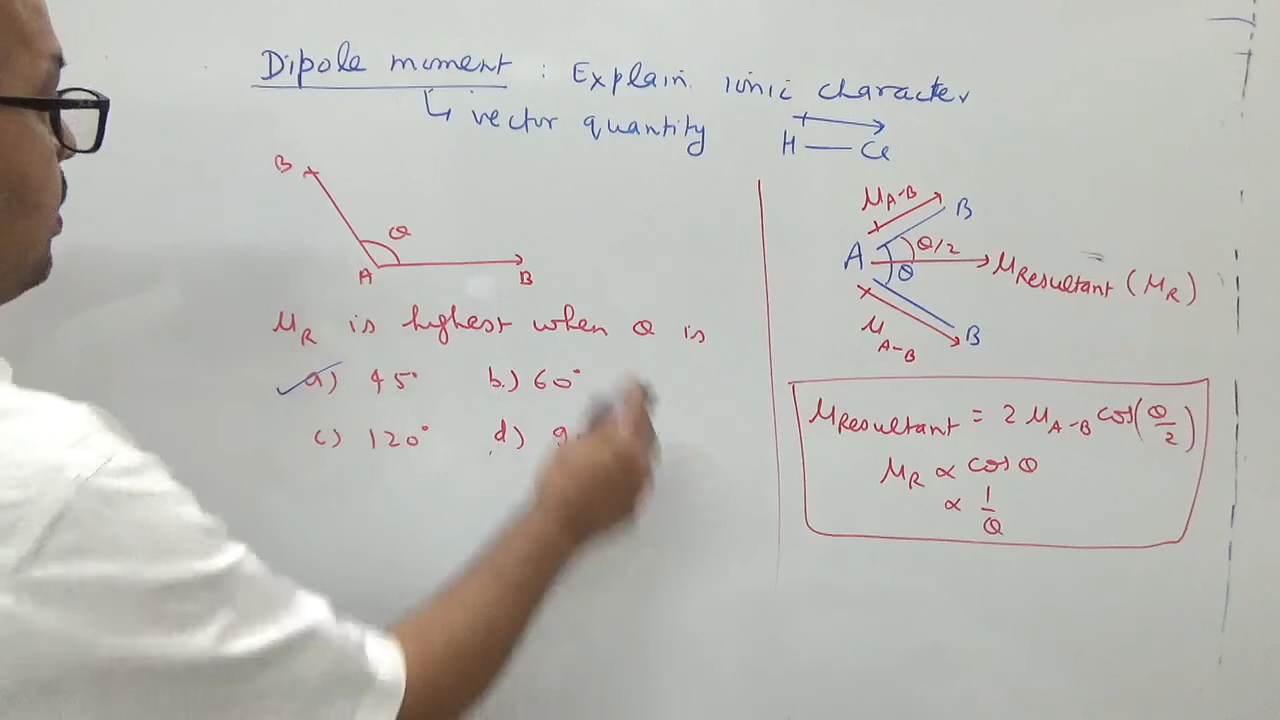 Dipole moment : Explain ionic character
↳ vector quantity
H — Cl
B
θ
A
B
μR is highest when θ is
a) 45° b.) 60°
c) 120° d)
μA-B
B
A
θ/2
θ
μResultant (μR)
μA-B
B
μResultant = 2 μA-B cos(θ/2)
μR ∝ cos θ
∝ 1/θ